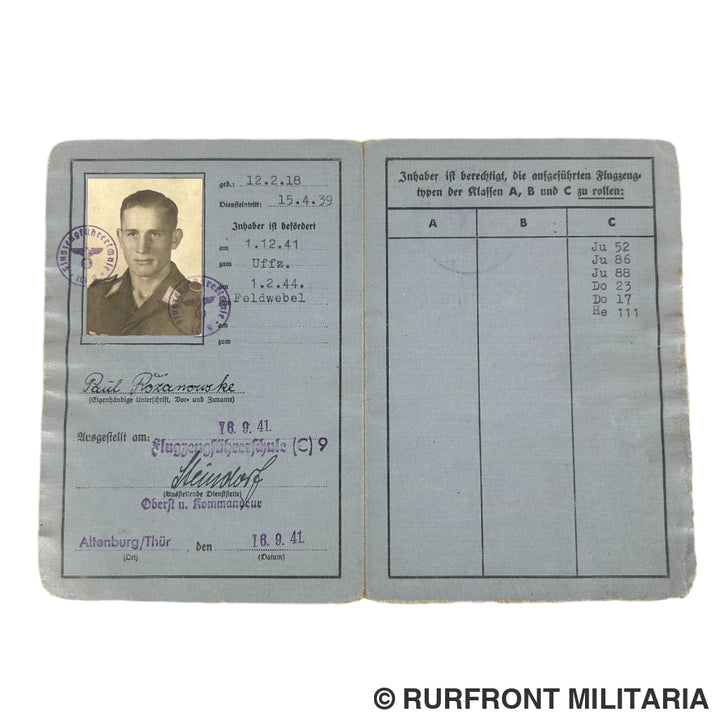 geb.: 12.2.18
Diensteintritt: 15.4.39
Inhaber ist befördert
am 1.12.41
zum Uffz.
am 1.2.44.
zum Feldwebel
am
zum
Flugzeugführerschule
Paul Rożanowske
(Eigenhändige Unterschrift, Vor- und Zuname)
Ausgestellt am: 16. 9. 41.
Flugzeugführerschule (C) 9
Steindorf
(Ausstellende Dienststelle)
Oberst u. Kommandeur
Altenburg/Thür, den 16. 9. 41.
(Ort) (Datum)
Inhaber ist berechtigt, die aufgeführten Flugzeug-
typen der Klassen A, B und C zu rollen:
A B C
Ju 52
Ju 86
Ju 88
Do 23
Do 17
He 111
© RURFRONT MILITARIA